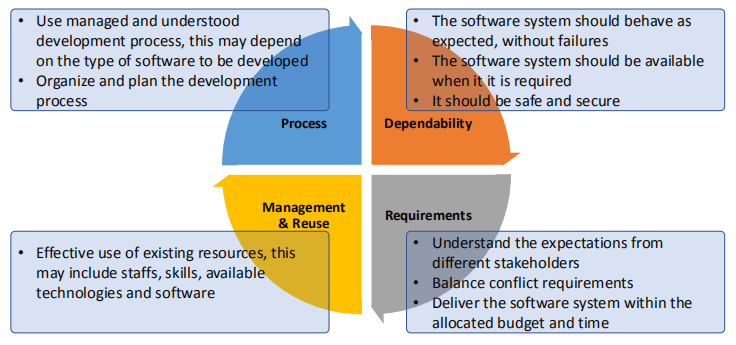 • Use managed and understood
development process, this may depend
on the type of software to be developed
• Organize and plan the development
process
Process
• The software system should behave as
expected, without failures
• The software system should be available
when it it is required
• It should be safe and secure
Dependability
Management
& Reuse
• Effective use of existing resources, this
may include staffs, skills, available
technologies and software
Requirements
• Understand the expectations from
different stakeholders
• Balance conflict requirements
• Deliver the software system within the
allocated budget and time